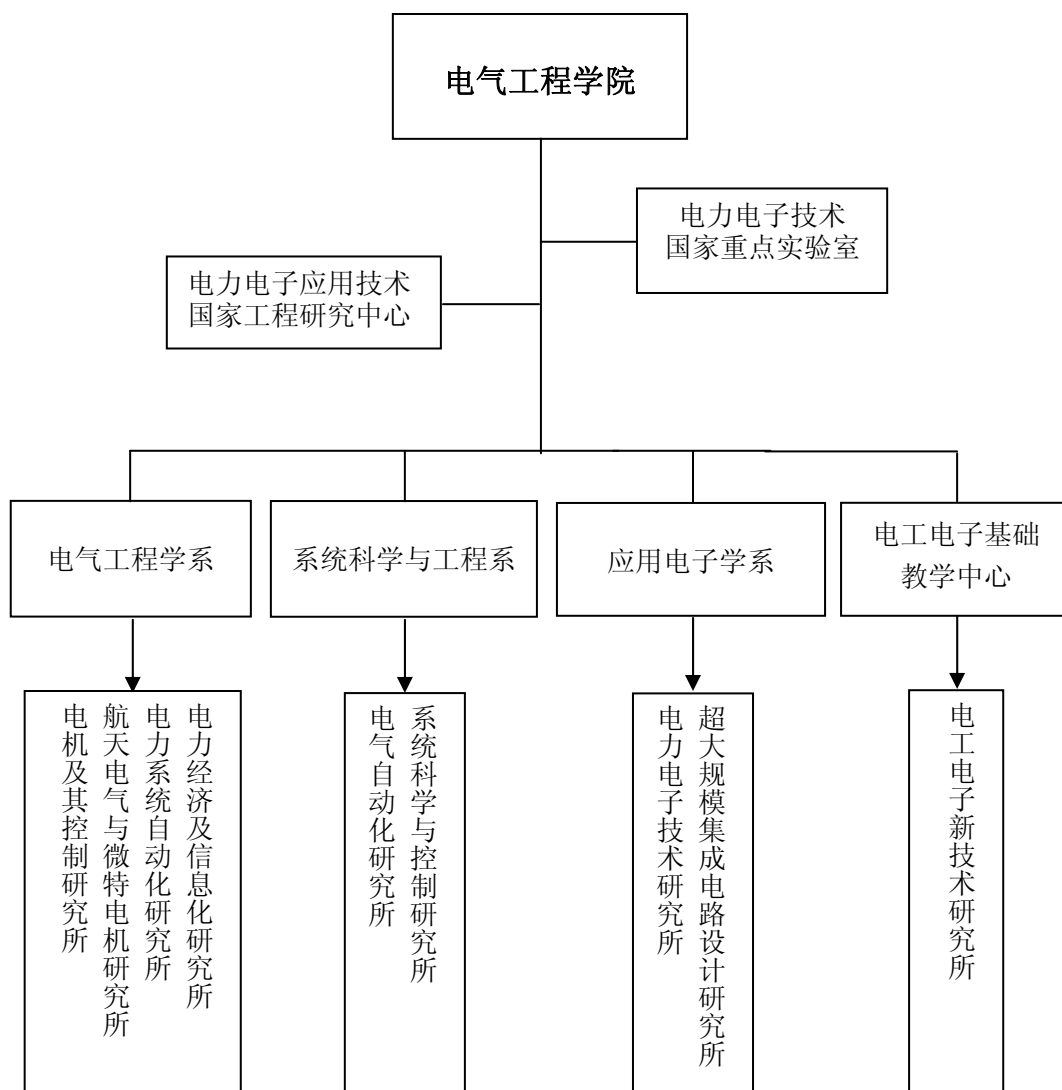 电气工程学院
电力电子技术
国家重点实验室
电力电子应用技术
国家工程研究中心
电气工程学系
系统科学与工程系
应用电子学系
电工电子基础
教学中心
电力经济及信息化研究所
电力系统自动化研究所
航天电气与微特电机研究所
电机及其控制研究所
系统科学与控制研究所
电气自动化研究所
超大规模集成电路设计研究所
电力电子技术研究所
电工电子新技术研究所